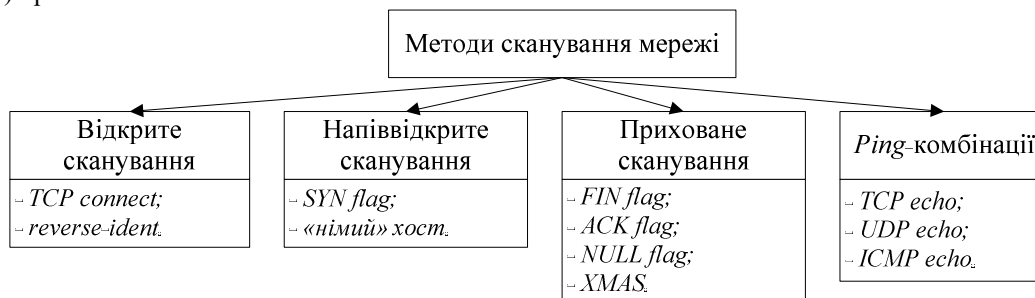 Методи сканування мережі
Відкрите
сканування
– TCP connect;
– reverse-ident.
Напіввідкрите
сканування
– SYN flag;
– «німий» хост.
Приховане
сканування
– FIN flag;
– ACK flag;
– NULL flag;
– XMAS.
Ping-комбінації
– TCP echo;
– UDP echo;
– ICMP echo.